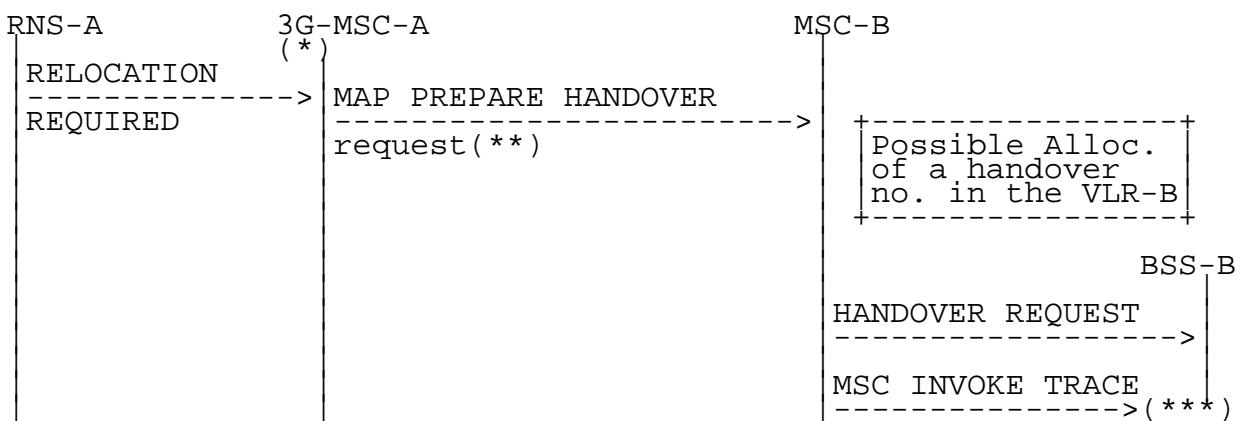 RNS-A 3G-MSC-A MSC-B
(*)
RELOCATION
--------------> MAP PREPARE HANDOVER
REQUIRED ------------------------> +-----------------+
request(**) |Possible Alloc. |
|of a handover |
|no. in the VLR-B|
+-----------------+
BSS-B
HANDOVER REQUEST
------------------>
MSC INVOKE TRACE
--------------->(***)